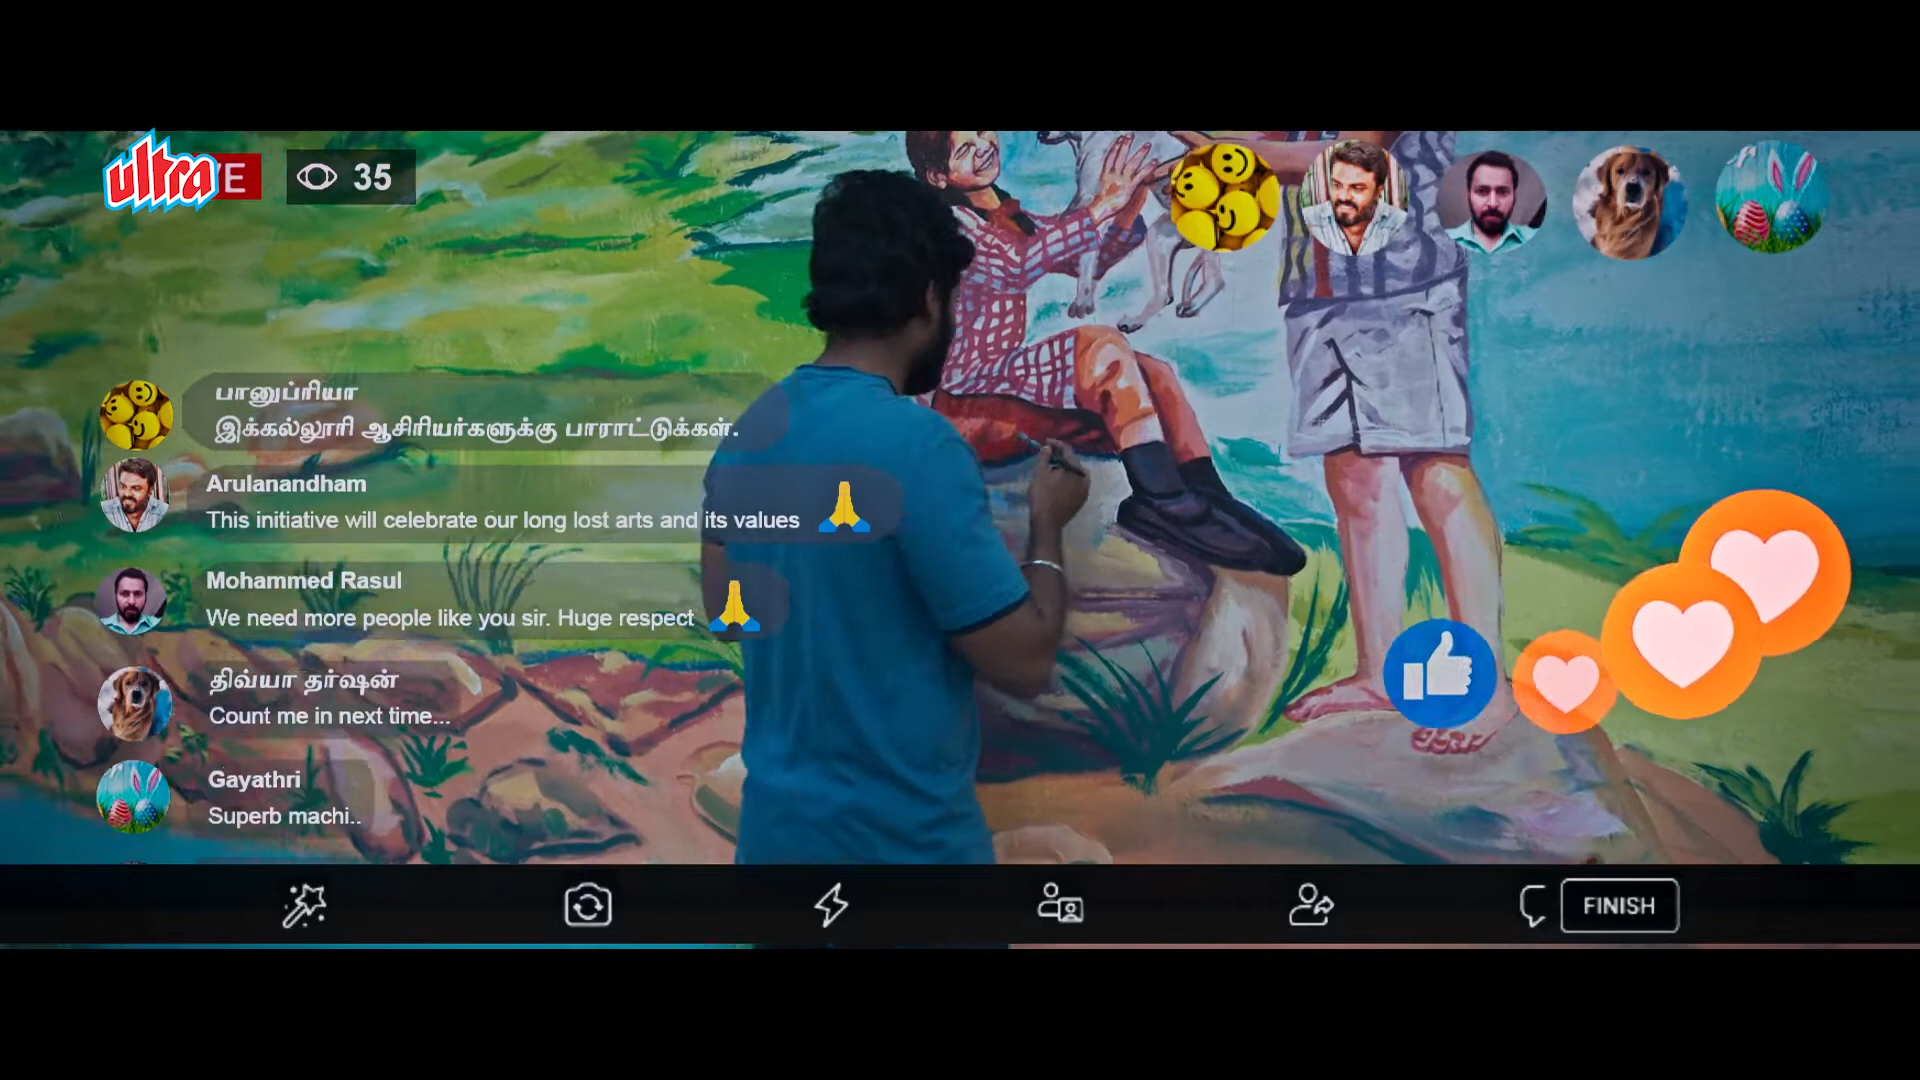 ultra
E
35
பானுப்ரியா
இக்கல்லூரி ஆசிரியர்களுக்கு பாராட்டுக்கள்.
Arulanandham
This initiative will celebrate our long lost arts and its values
Mohammed Rasul
We need more people like you sir. Huge respect
திவ்யா தர்ஷன்
Count me in next time...
Gayathri
Superb machi..
FINISH